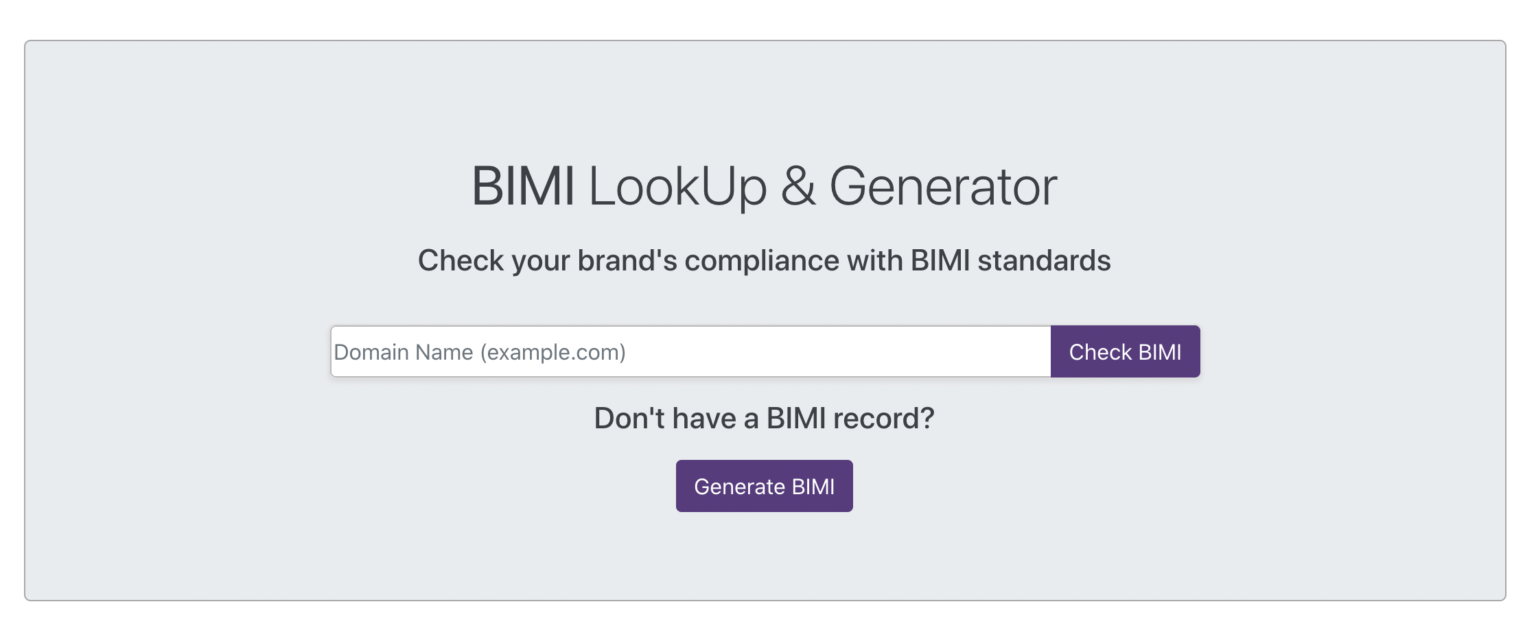 BIMI LookUp & Generator
Check your brand's compliance with BIMI standards
Domain Name (example.com)
Check BIMI
Don't have a BIMI record?
Generate BIMI